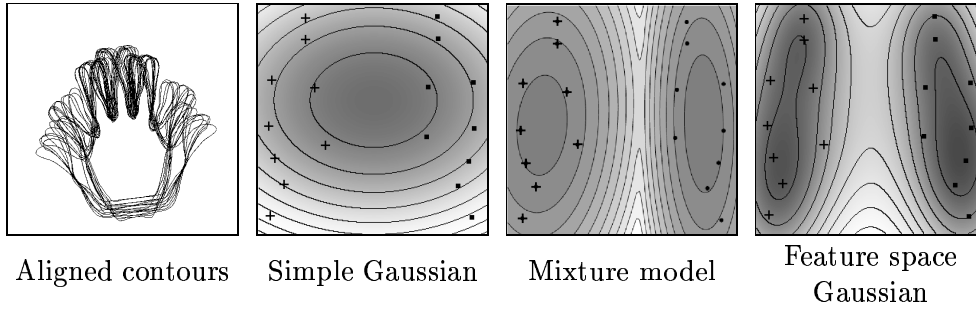 Aligned contours
Simple Gaussian
Mixture model
Feature space
Gaussian